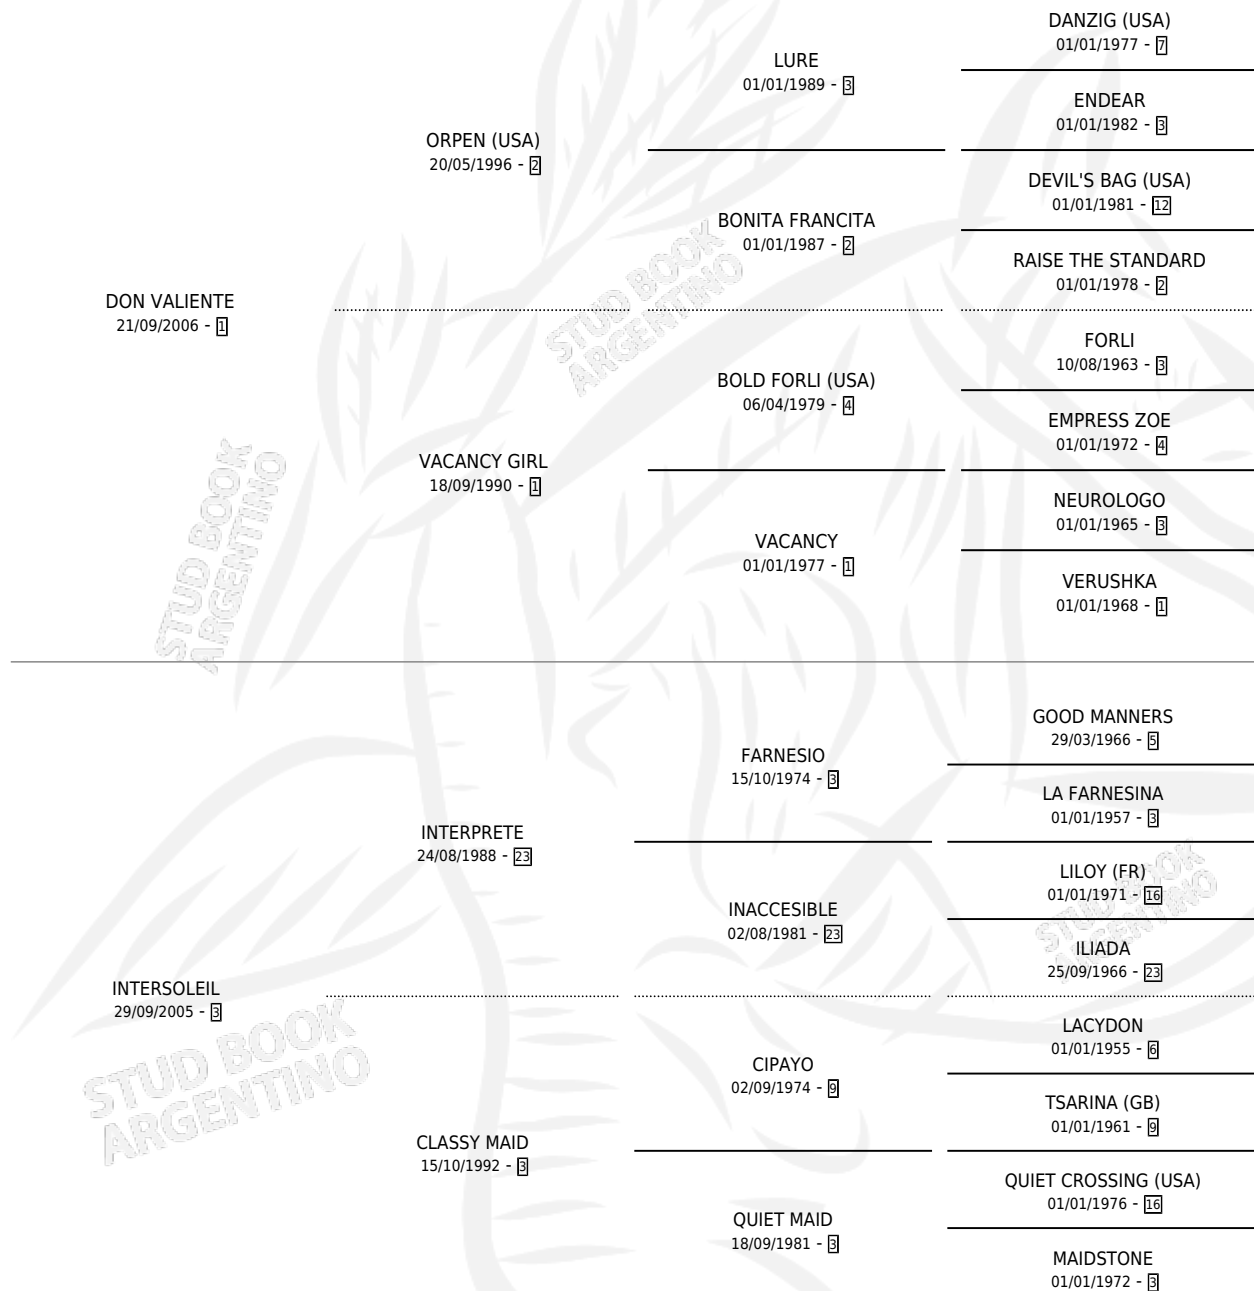 DANZIG (USA)
01/01/1977 - 7
LURE
01/01/1989 - 3
ENDEAR
01/01/1982 - 3
ORPEN (USA)
20/05/1996 - 2
DEVIL'S BAG (USA)
01/01/1981 - 12
BONITA FRANCITA
01/01/1987 - 2
RAISE THE STANDARD
01/01/1978 - 2
DON VALIENTE
21/09/2006 - 1
FORLI
10/08/1963 - 3
BOLD FORLI (USA)
06/04/1979 - 4
EMPRESS ZOE
01/01/1972 - 4
VACANCY GIRL
18/09/1990 - 1
NEUROLOGO
01/01/1965 - 3
VACANCY
01/01/1977 - 1
VERUSHKA
01/01/1968 - 1
GOOD MANNERS
29/03/1966 - 5
FARNESIO
15/10/1974 - 3
LA FARNESINA
01/01/1957 - 3
INTERPRETE
24/08/1988 - 23
LILOY (FR)
01/01/1971 - 16
INACCESIBLE
02/08/1981 - 23
ILIADA
25/09/1966 - 23
INTERSOLEIL
29/09/2005 - 3
LACYDON
01/01/1955 - 6
CIPAYO
02/09/1974 - 9
TSARINA (GB)
01/01/1961 - 9
CLASSY MAID
15/10/1992 - 3
QUIET CROSSING (USA)
01/01/1976 - 16
QUIET MAID
18/09/1981 - 3
MAIDSTONE
01/01/1972 - 3
STUD BOOK
ARGENTINO
STUD BOOK
ARGENTINO
STUD BOOK
ARGENTINO
STUD BOOK
ARGENTINO